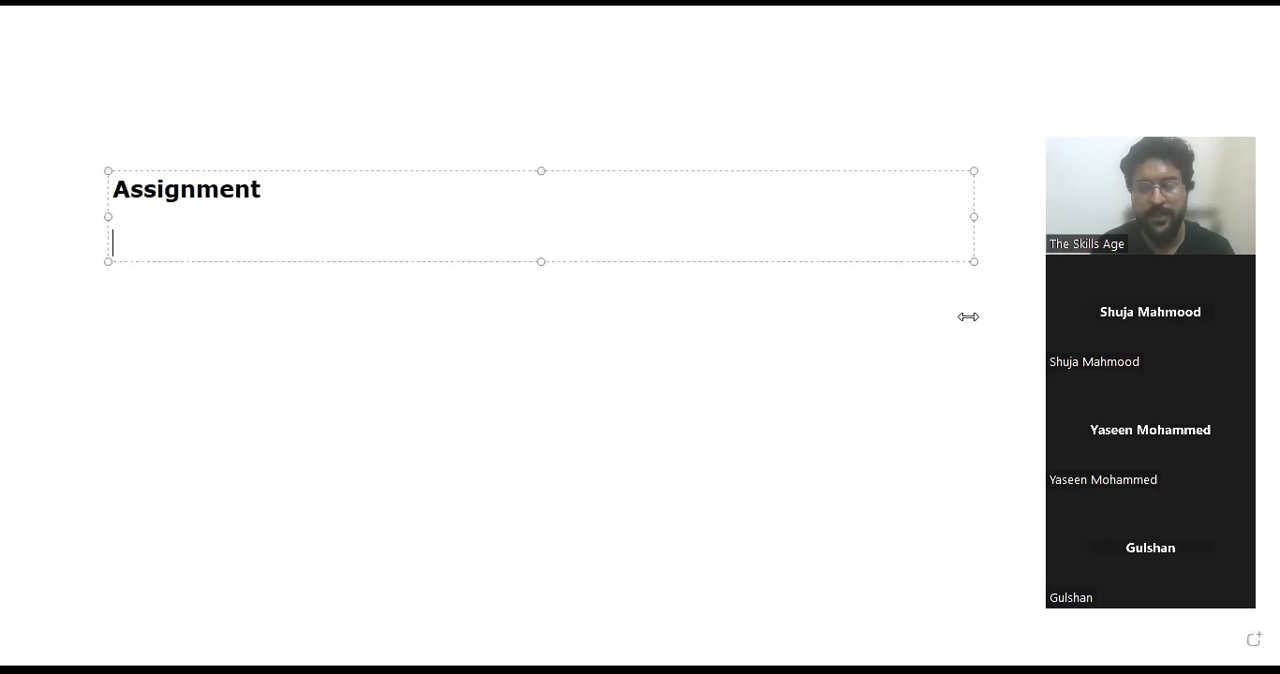 Assignment
The Skills Age
Shuja Mahmood
Shuja Mahmood
Yaseen Mohammed
Yaseen Mohammed
Gulshan
Gulshan